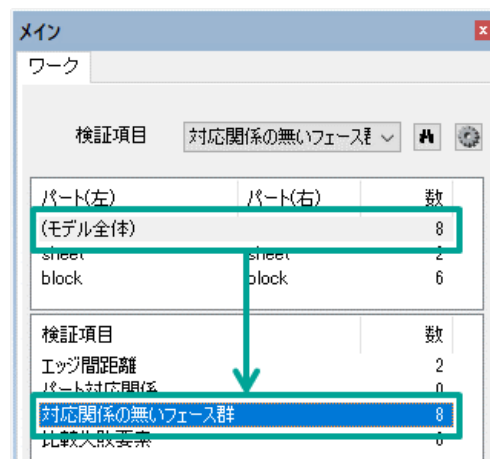 メイン
ワーク
検証項目 対応関係の無いフェース群
パート(左) パート(右) 数
(モデル全体) 8
sheet sheet 2
block block 6
検証項目 数
エッジ間距離 2
パート対応関係 0
対応関係の無いフェース群 8
比較失敗要素 0